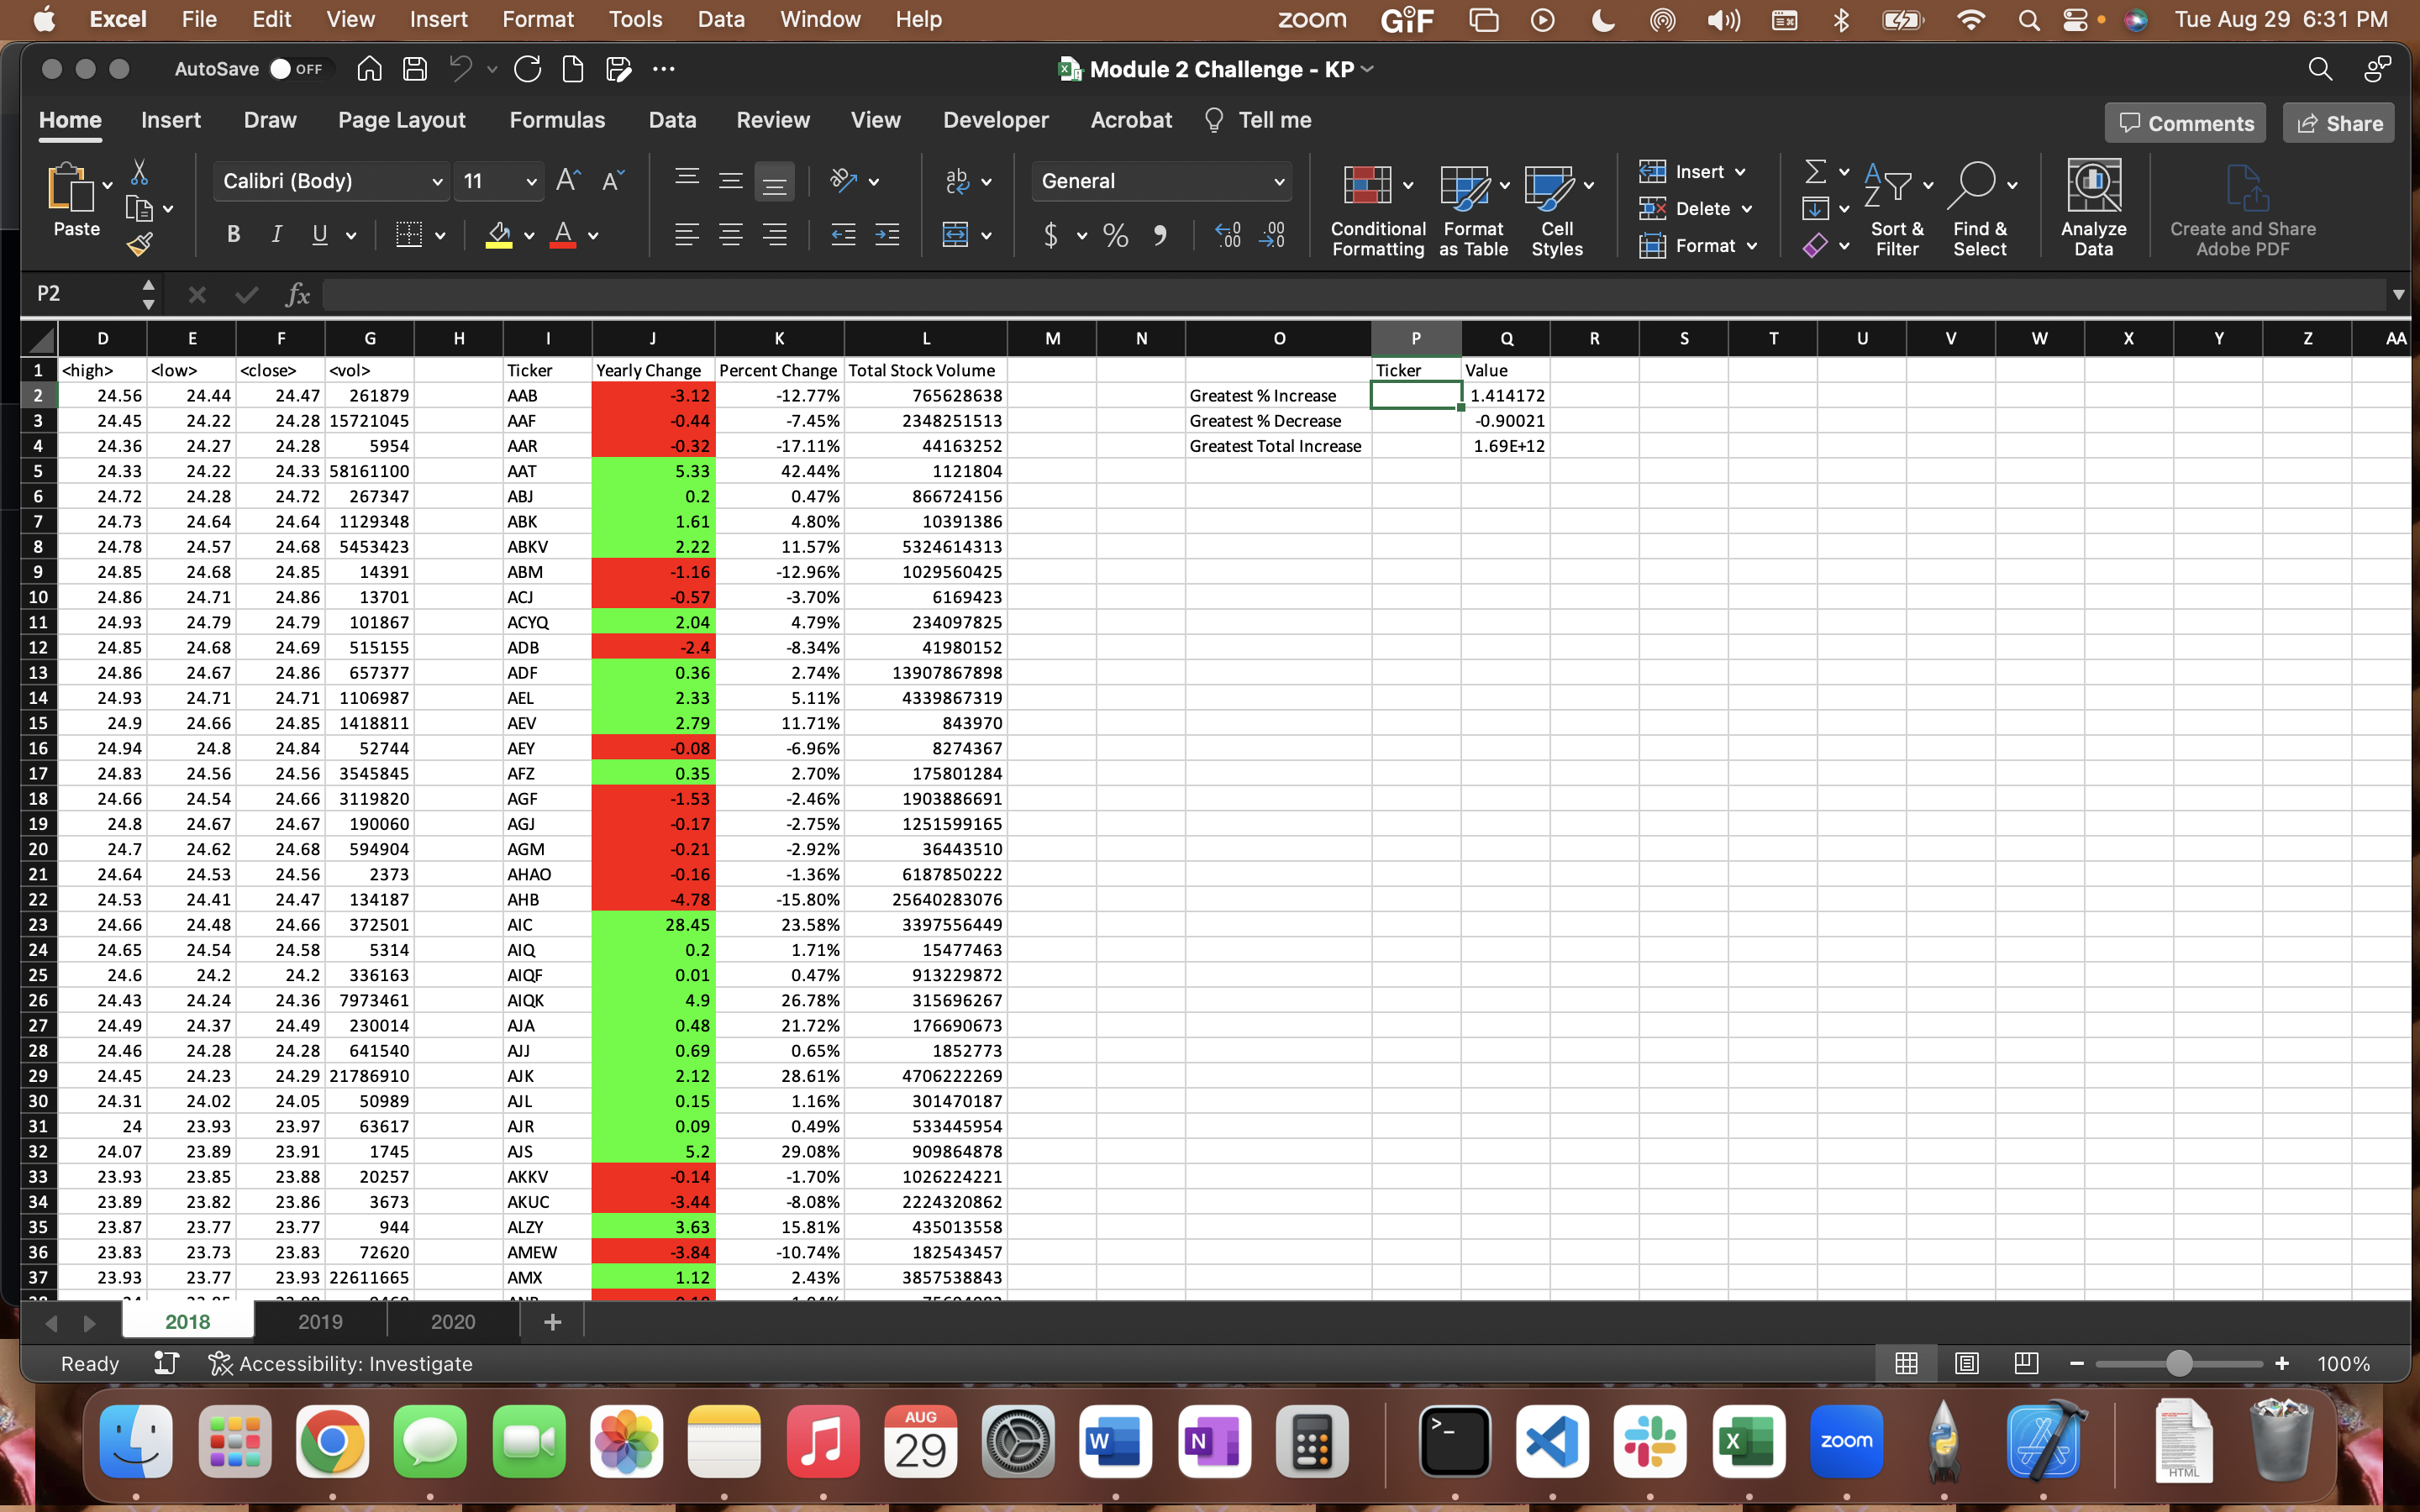 Excel File Edit View Insert Format Tools Data Window Help zoom GIF Tue Aug 29 6:31 PM
AutoSave OFF Module 2 Challenge - KP
Home Insert Draw Page Layout Formulas Data Review View Developer Acrobat Tell me Comments Share
Paste Calibri (Body) 11 General Conditional Formatting Format as Table Cell Styles Insert Delete Format Sort & Filter Find & Select Analyze Data Create and Share Adobe PDF
P2 fx
D E F G H I J K L M N O P Q R S T U V W X Y Z AA
1 <high> <low> <close> <vol> Ticker Yearly Change Percent Change Total Stock Volume Ticker Value
2 24.56 24.44 24.47 261879 AAB -3.12 -12.77% 765628638 Greatest % Increase 1.414172
3 24.45 24.22 24.28 15721045 AAF -0.44 -7.45% 2348251513 Greatest % Decrease -0.90021
4 24.36 24.27 24.28 5954 AAR -0.32 -17.11% 44163252 Greatest Total Increase 1.69E+12
5 24.33 24.22 24.33 58161100 AAT 5.33 42.44% 1121804
6 24.72 24.28 24.72 267347 ABJ 0.2 0.47% 866724156
7 24.73 24.64 24.64 1129348 ABK 1.61 4.80% 10391386
8 24.78 24.57 24.68 5453423 ABKV 2.22 11.57% 5324614313
9 24.85 24.68 24.85 14391 ABM -1.16 -12.96% 1029560425
10 24.86 24.71 24.86 13701 ACJ -0.57 -3.70% 6169423
11 24.93 24.79 24.79 101867 ACYQ 2.04 4.79% 234097825
12 24.85 24.68 24.69 515155 ADB -2.4 -8.34% 41980152
13 24.86 24.67 24.86 657377 ADF 0.36 2.74% 13907867898
14 24.93 24.71 24.71 1106987 AEL 2.33 5.11% 4339867319
15 24.9 24.66 24.85 1418811 AEV 2.79 11.71% 843970
16 24.94 24.8 24.84 52744 AEY -0.08 -6.96% 8274367
17 24.83 24.56 24.56 3545845 AFZ 0.35 2.70% 175801284
18 24.66 24.54 24.66 3119820 AGF -1.53 -2.46% 1903886691
19 24.8 24.67 24.67 190060 AGJ -0.17 -2.75% 1251599165
20 24.7 24.62 24.68 594904 AGM -0.21 -2.92% 36443510
21 24.64 24.53 24.56 2373 AHAO -0.16 -1.36% 6187850222
22 24.53 24.41 24.47 134187 AHB -4.78 -15.80% 25640283076
23 24.66 24.48 24.66 372501 AIC 28.45 23.58% 3397556449
24 24.65 24.54 24.58 5314 AIQ 0.2 1.71% 15477463
25 24.6 24.2 24.2 336163 AIQF 0.01 0.47% 913229872
26 24.43 24.24 24.36 7973461 AIQK 4.9 26.78% 315696267
27 24.49 24.37 24.49 230014 AJA 0.48 21.72% 176690673
28 24.46 24.28 24.28 641540 AJJ 0.69 0.65% 1852773
29 24.45 24.23 24.29 21786910 AJK 2.12 28.61% 4706222269
30 24.31 24.02 24.05 50989 AJL 0.15 1.16% 301470187
31 24 23.93 23.97 63617 AJR 0.09 0.49% 533445954
32 24.07 23.89 23.91 1745 AJS 5.2 29.08% 909864878
33 23.93 23.85 23.88 20257 AKKV -0.14 -1.70% 1026224221
34 23.89 23.82 23.86 3673 AKUC -3.44 -8.08% 2224320862
35 23.87 23.77 23.77 944 ALZY 3.63 15.81% 435013558
36 23.83 23.73 23.83 72620 AMEW -3.84 -10.74% 182543457
37 23.93 23.77 23.93 22611665 AMX 1.12 2.43% 3857538843
2018 2019 2020 +
Ready Accessibility: Investigate 100%
AUG
29 W N X zoom HTML